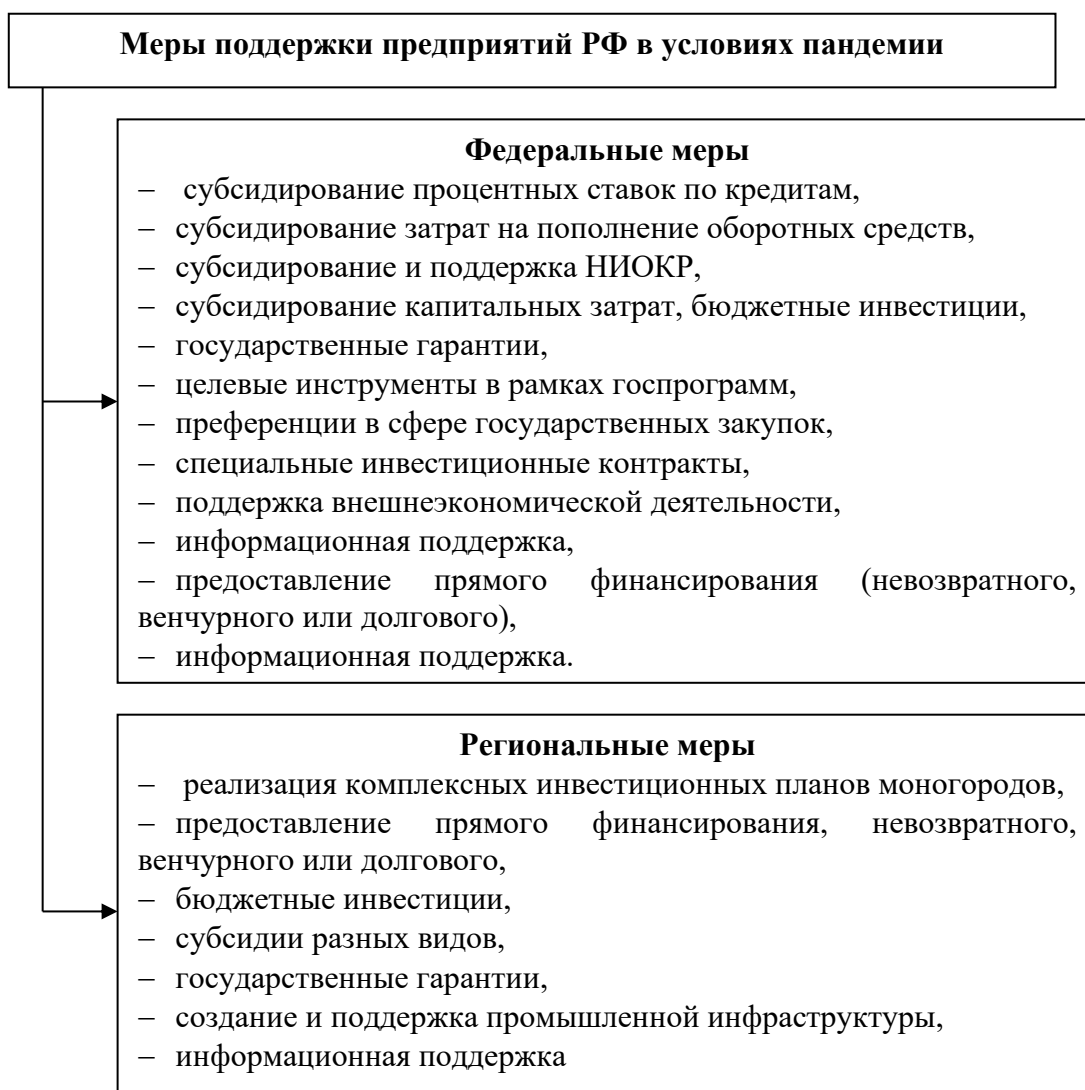 Меры поддержки предприятий РФ в условиях пандемии
Федеральные меры
– субсидирование процентных ставок по кредитам,
– субсидирование затрат на пополнение оборотных средств,
– субсидирование и поддержка НИОКР,
– субсидирование капитальных затрат, бюджетные инвестиции,
– государственные гарантии,
– целевые инструменты в рамках госпрограмм,
– преференции в сфере государственных закупок,
– специальные инвестиционные контракты,
– поддержка внешнеэкономической деятельности,
– информационная поддержка,
– предоставление прямого финансирования (невозвратного,
венчурного или долгового),
– информационная поддержка.
Региональные меры
– реализация комплексных инвестиционных планов моногородов,
– предоставление прямого финансирования, невозвратного,
венчурного или долгового,
– бюджетные инвестиции,
– субсидии разных видов,
– государственные гарантии,
– создание и поддержка промышленной инфраструктуры,
– информационная поддержка